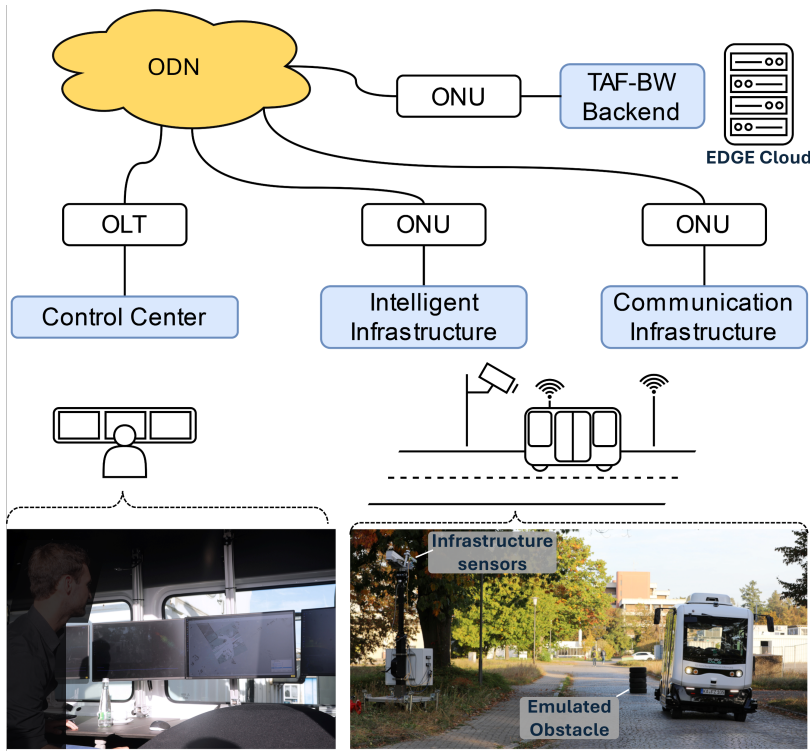 ODN
ONU
TAF-BW
Backend
EDGE Cloud
OLT
ONU
ONU
Control Center
Intelligent
Infrastructure
Communication
Infrastructure
Infrastructure
sensors
Emulated
Obstacle